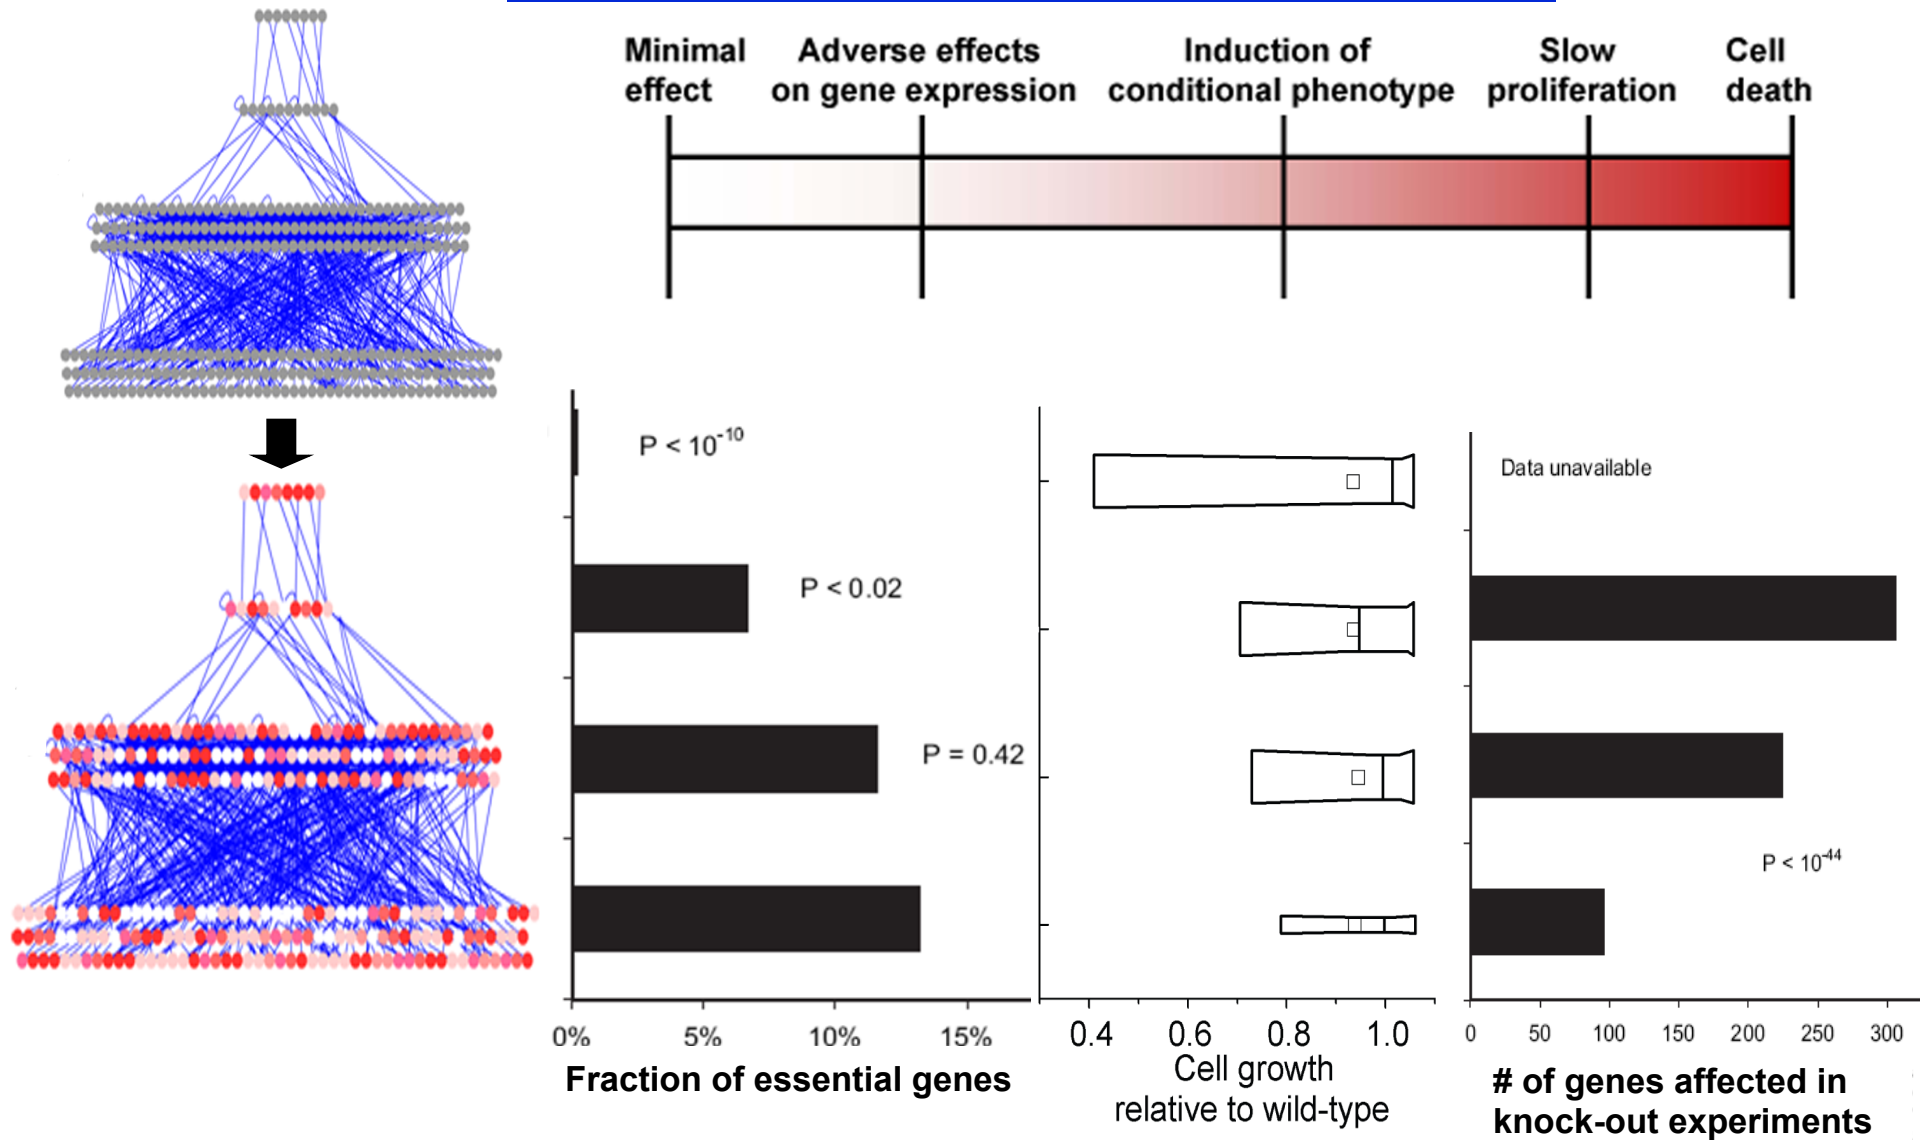 Minimal
effect
Adverse effects
on gene expression
Induction of
conditional phenotype
Slow
proliferation
Cell
death
P < 10^-10
P < 0.02
P = 0.42
0% 5% 10% 15%
Fraction of essential genes
0.4 0.6 0.8 1.0
Cell growth
relative to wild-type
Data unavailable
P < 10^-44
0 50 100 150 200 250 300
# of genes affected in
knock-out experiments